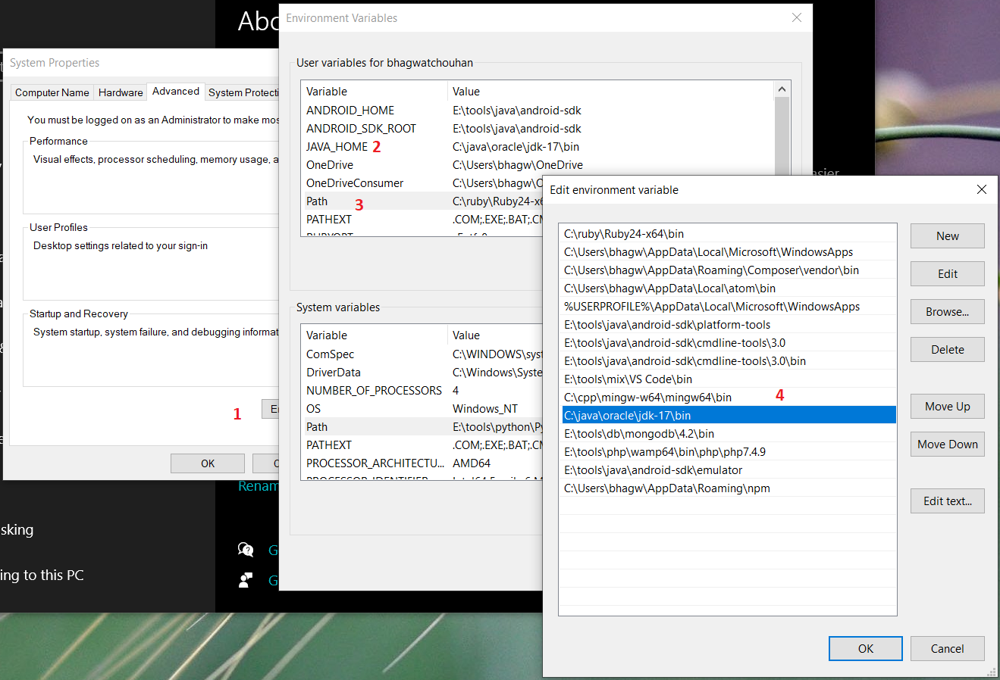 Abo
System Properties
Computer Name
Hardware
Advanced
System Protecti
You must be logged on as an Administrator to make mos
Performance
Visual effects, processor scheduling, memory usage, a
User Profiles
Desktop settings related to your sign-in
Startup and Recovery
System startup, system failure, and debugging informat
1
OK
Renam
sking
ing to this PC
G
G
Environment Variables
User variables for bhagwatchouhan
Variable Value
ANDROID_HOME E:\tools\java\android-sdk
ANDROID_SDK_ROOT E:\tools\java\android-sdk
JAVA_HOME 2 C:\java\oracle\jdk-17\bin
OneDrive C:\Users\bhagw\OneDrive
OneDriveConsumer C:\Users\bhagw\O
Path 3 C:\ruby\Ruby24-x6
PATHEXT .COM;.EXE;.BAT;.CM
System variables
Variable Value
ComSpec C:\WINDOWS\syst
DriverData C:\Windows\Syste
NUMBER_OF_PROCESSORS 4
OS Windows_NT
Path E:\tools\python\Py
PATHEXT .COM;.EXE;.BAT;.CM
PROCESSOR_ARCHITECTU... AMD64
easier
Edit environment variable
C:\ruby\Ruby24-x64\bin
C:\Users\bhagw\AppData\Local\Microsoft\WindowsApps
C:\Users\bhagw\AppData\Roaming\Composer\vendor\bin
C:\Users\bhagw\AppData\Local\atom\bin
%USERPROFILE%\AppData\Local\Microsoft\WindowsApps
E:\tools\java\android-sdk\platform-tools
E:\tools\java\android-sdk\cmdline-tools\3.0
E:\tools\java\android-sdk\cmdline-tools\3.0\bin
E:\tools\mix\VS Code\bin
C:\cpp\mingw-w64\mingw64\bin
4
C:\java\oracle\jdk-17\bin
E:\tools\db\mongodb\4.2\bin
E:\tools\php\wamp64\bin\php\php7.4.9
E:\tools\java\android-sdk\emulator
C:\Users\bhagw\AppData\Roaming\npm
New
Edit
Browse...
Delete
Move Up
Move Down
Edit text...
OK
Cancel